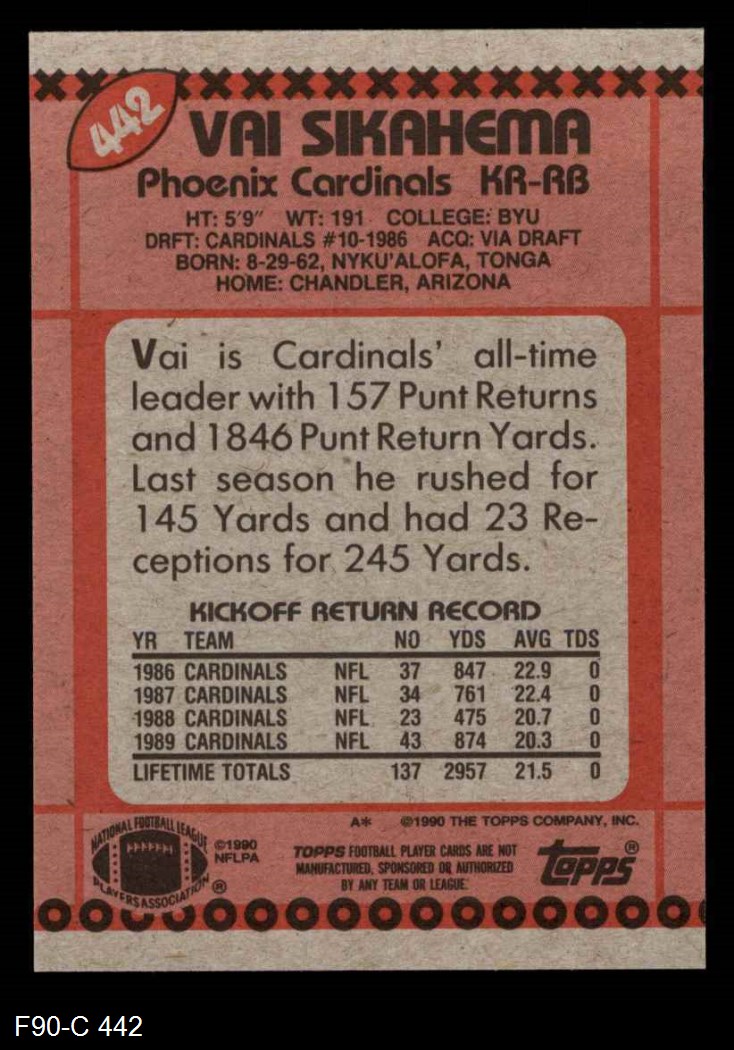 442
VAI SIKAHEMA
Phoenix Cardinals KR-RB
HT: 5'9" WT: 191 COLLEGE: BYU
DRFT: CARDINALS #10-1986 ACQ: VIA DRAFT
BORN: 8-29-62, NYKU'ALOFA, TONGA
HOME: CHANDLER, ARIZONA
Vai is Cardinals' all-time
leader with 157 Punt Returns
and 1846 Punt Return Yards.
Last season he rushed for
145 Yards and had 23 Re-
ceptions for 245 Yards.
KICKOFF RETURN RECORD
YR TEAM NO YDS AVG TDS
1986 CARDINALS NFL 37 847 22.9 0
1987 CARDINALS NFL 34 761 22.4 0
1988 CARDINALS NFL 23 475 20.7 0
1989 CARDINALS NFL 43 874 20.3 0
LIFETIME TOTALS 137 2957 21.5 0
A* ©1990 THE TOPPS COMPANY, INC.
NATIONAL FOOTBALL LEAGUE
PLAYERS ASSOCIATION ®
©1990
NFLPA
TOPPS FOOTBALL PLAYER CARDS ARE NOT
MANUFACTURED, SPONSORED OR AUTHORIZED
BY ANY TEAM OR LEAGUE.
Topps®
F90-C 442